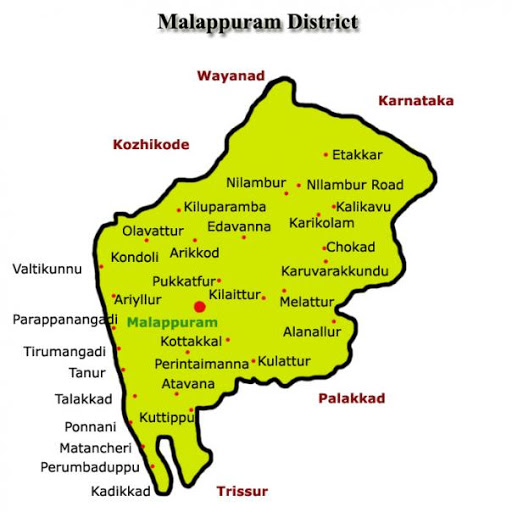 Malappuram District
Wayanad
Karnataka
Kozhikode
Etakkar
Nilambur
NIlambur Road
Kiluparamba
Kalikavu
Karikolam
Olavattur
Edavanna
Arikkod
Chokad
Kondoli
Valtikunnu
Karuvarakkundu
Pukkatfur
Kilaittur
Melattur
Ariyllur
Parappanangadi
Malappuram
Alanallur
Kottakkal
Tirumangadi
Perintaimanna
Kulattur
Tanur
Atavana
Talakkad
Palakkad
Kuttippu
Ponnani
Matancheri
Perumbaduppu
Kadikkad
Trissur